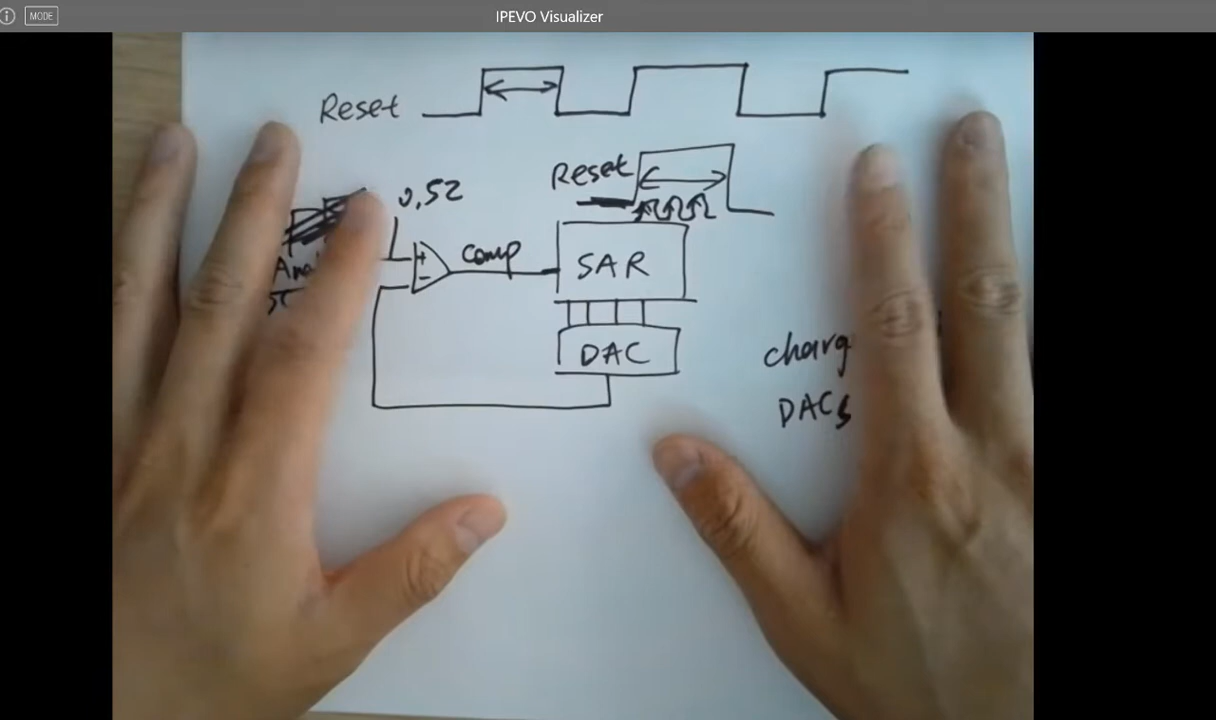 MODE
IPEVO Visualizer
Reset
Reset
0,52
+
-
comp
SAR
DAC
DACs